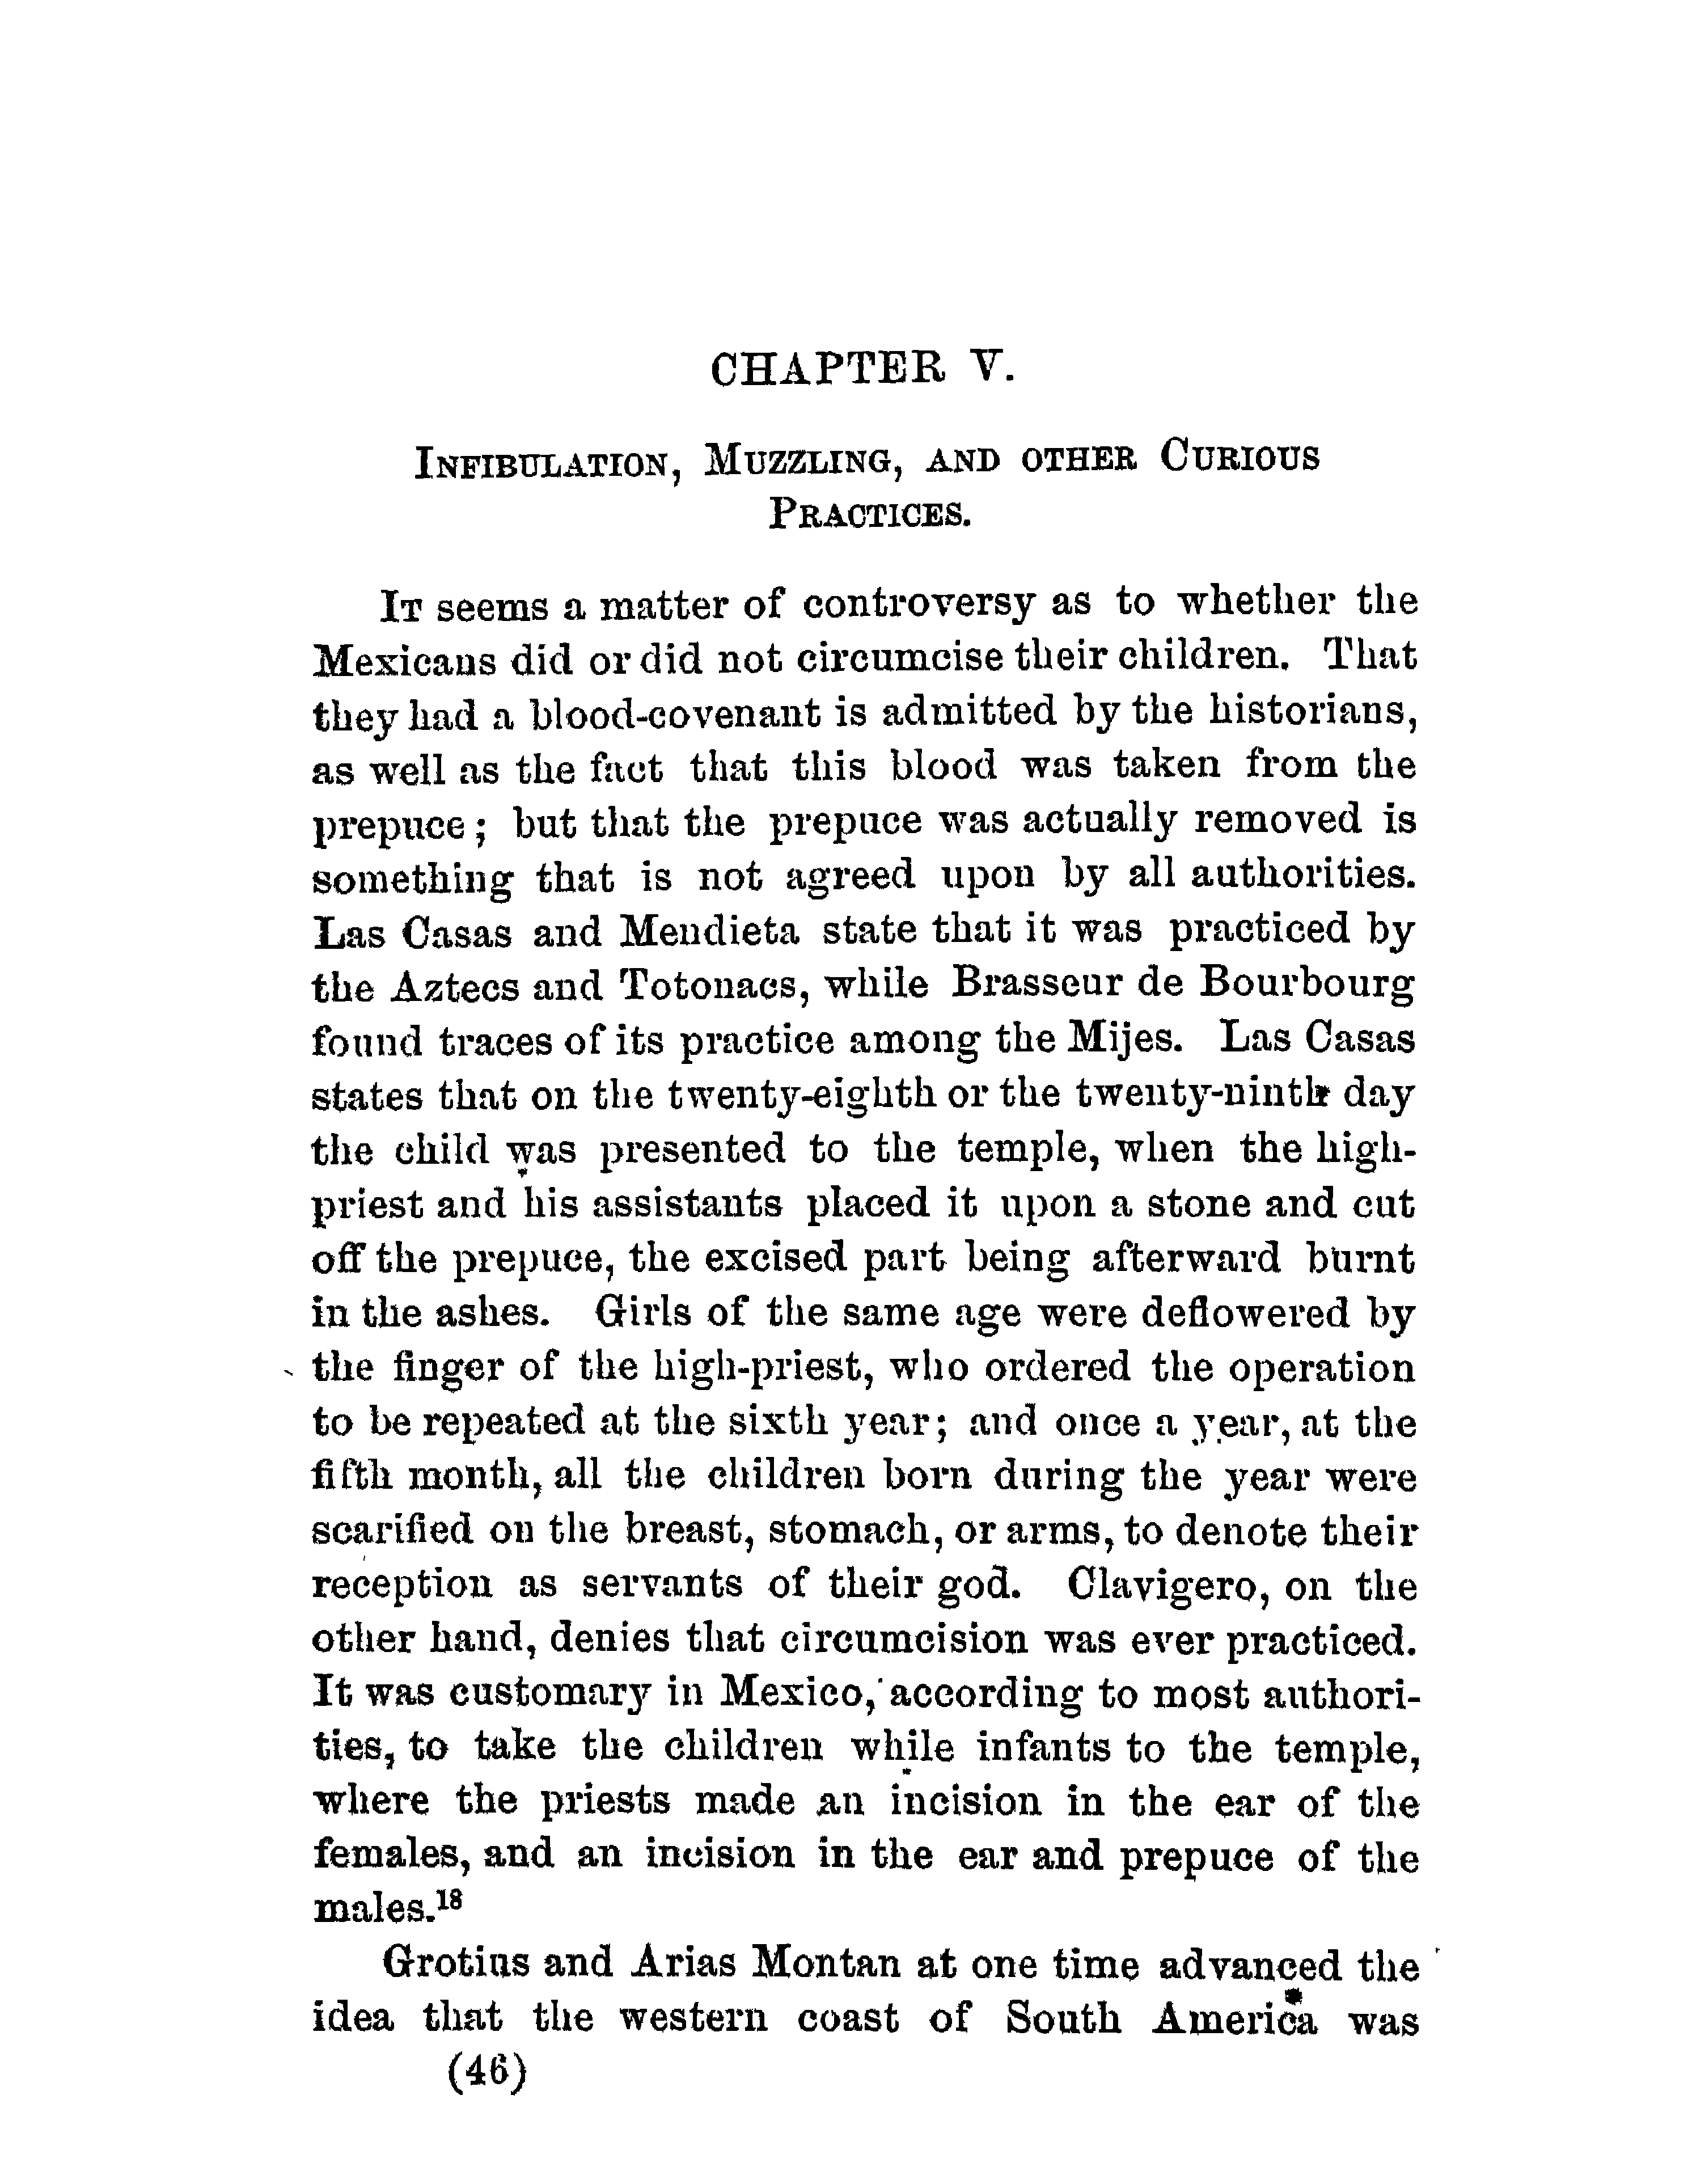 CHAPTER V.
INFIBULATION, MUZZLING, AND OTHER CURIOUS
PRACTICES.
IT seems a matter of controversy as to whether the
Mexicans did or did not circumcise their children. That
they had a blood-covenant is admitted by the historians,
as well as the fact that this blood was taken from the
prepuce; but that the prepuce was actually removed is
something that is not agreed upon by all authorities.
Las Casas and Mendieta state that it was practiced by
the Aztecs and Totonacs, while Brasseur de Bourbourg
found traces of its practice among the Mijes. Las Casas
states that on the twenty-eighth or the twenty-ninth day
the child was presented to the temple, when the high-
priest and his assistants placed it upon a stone and cut
off the prepuce, the excised part being afterward burnt
in the ashes. Girls of the same age were deflowered by
the finger of the high-priest, who ordered the operation
to be repeated at the sixth year; and once a year, at the
fifth month, all the children born during the year were
scarified on the breast, stomach, or arms, to denote their
reception as servants of their god. Clavigero, on the
other hand, denies that circumcision was ever practiced.
It was customary in Mexico, according to most authori-
ties, to take the children while infants to the temple,
where the priests made an incision in the ear of the
females, and an incision in the ear and prepuce of the
males.18
Grotius and Arias Montan at one time advanced the
idea that the western coast of South America was
(46)